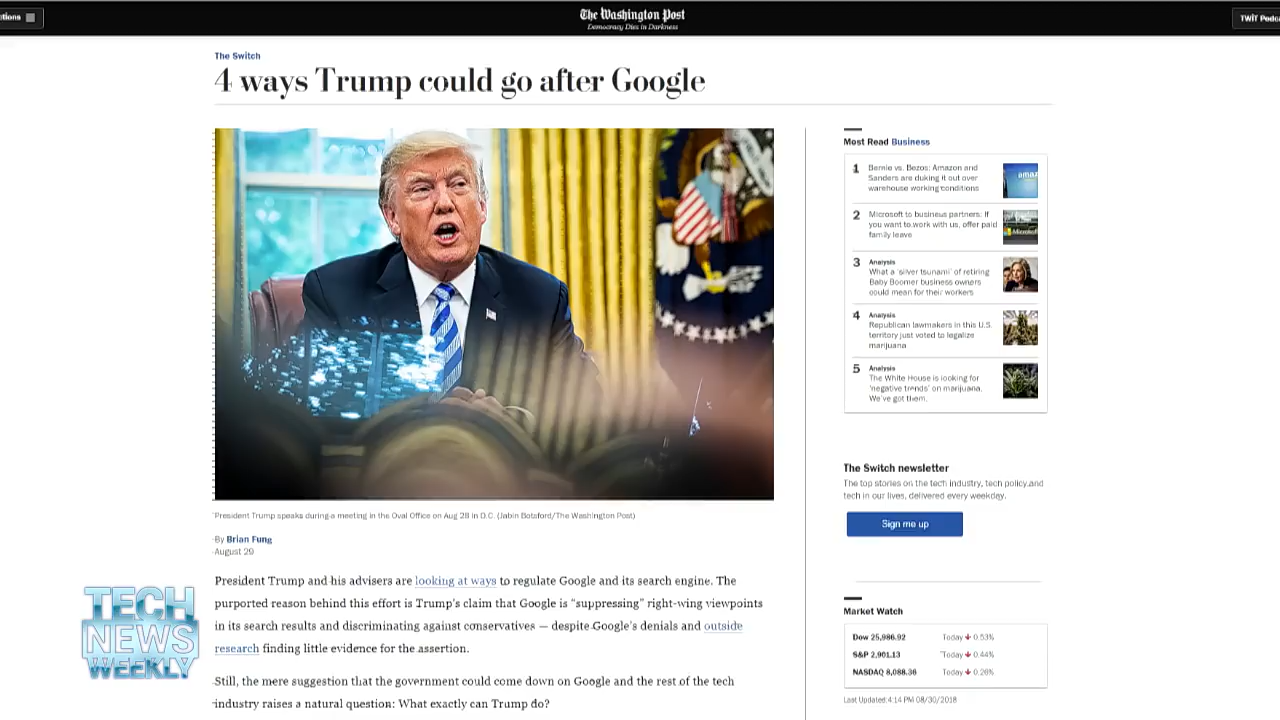 ctions
The Washington Post
Democracy Dies in Darkness
TWiT Podca
The Switch
4 ways Trump could go after Google
President Trump speaks during a meeting in the Oval Office on Aug 28 in D.C. (Jabin Botsford/The Washington Post)
By Brian Fung
August 29
President Trump and his advisers are looking at ways to regulate Google and its search engine. The
purported reason behind this effort is Trump's claim that Google is “suppressing” right-wing viewpoints
in its search results and discriminating against conservatives — despite Google's denials and outside
research finding little evidence for the assertion.
Still, the mere suggestion that the government could come down on Google and the rest of the tech
industry raises a natural question: What exactly can Trump do?
Most Read Business
1 Bernie vs. Bezos: Amazon and
Sanders are duking it out over
warehouse working conditions
amaz
2 Microsoft to business partners: If
you want to work with us, offer paid
family leave
Microsoft
3 Analysis
What a 'silver tsunami' of retiring
Baby Boomer business owners
could mean for their workers
4 Analysis
Republican lawmakers in this U.S.
territory just voted to legalize
marijuana
5 Analysis
The White House is looking for
'negative trends' on marijuana.
We've got them.
The Switch newsletter
The top stories on the tech industry, tech policy and
tech in our lives, delivered every weekday.
Sign me up
Market Watch
Dow 25,986.92 Today 0.53%
S&P 2,901.13 Today 0.44%
NASDAQ 8,088.36 Today 0.26%
Last Updated:4:14 PM 08/30/2018
TECH
NEWS
WEEKLY